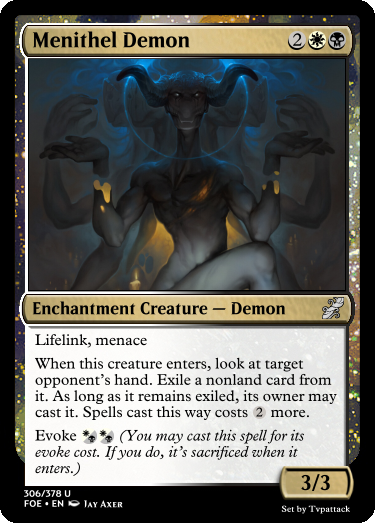 Menithel Demon 2
Enchantment Creature — Demon
Lifelink, menace
When this creature enters, look at target
opponent's hand. Exile a nonland card from
it. As long as it remains exiled, its owner may
cast it. Spells cast this way costs 2 more.
Evoke (You may cast this spell for its
evoke cost. If you do, it's sacrificed when it
enters.)
3/3
306/378 U
FOE • EN Jay Axer
Set by Tvpattack